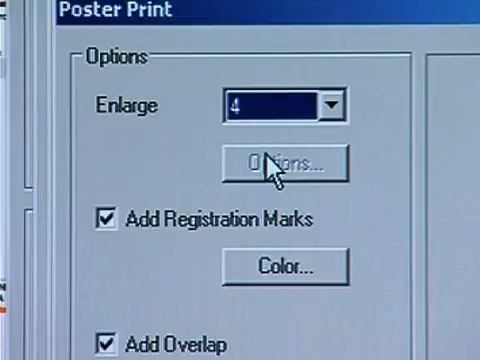 Poster Print
Options
Enlarge 4
Options...
Add Registration Marks
Color...
Add Overlap